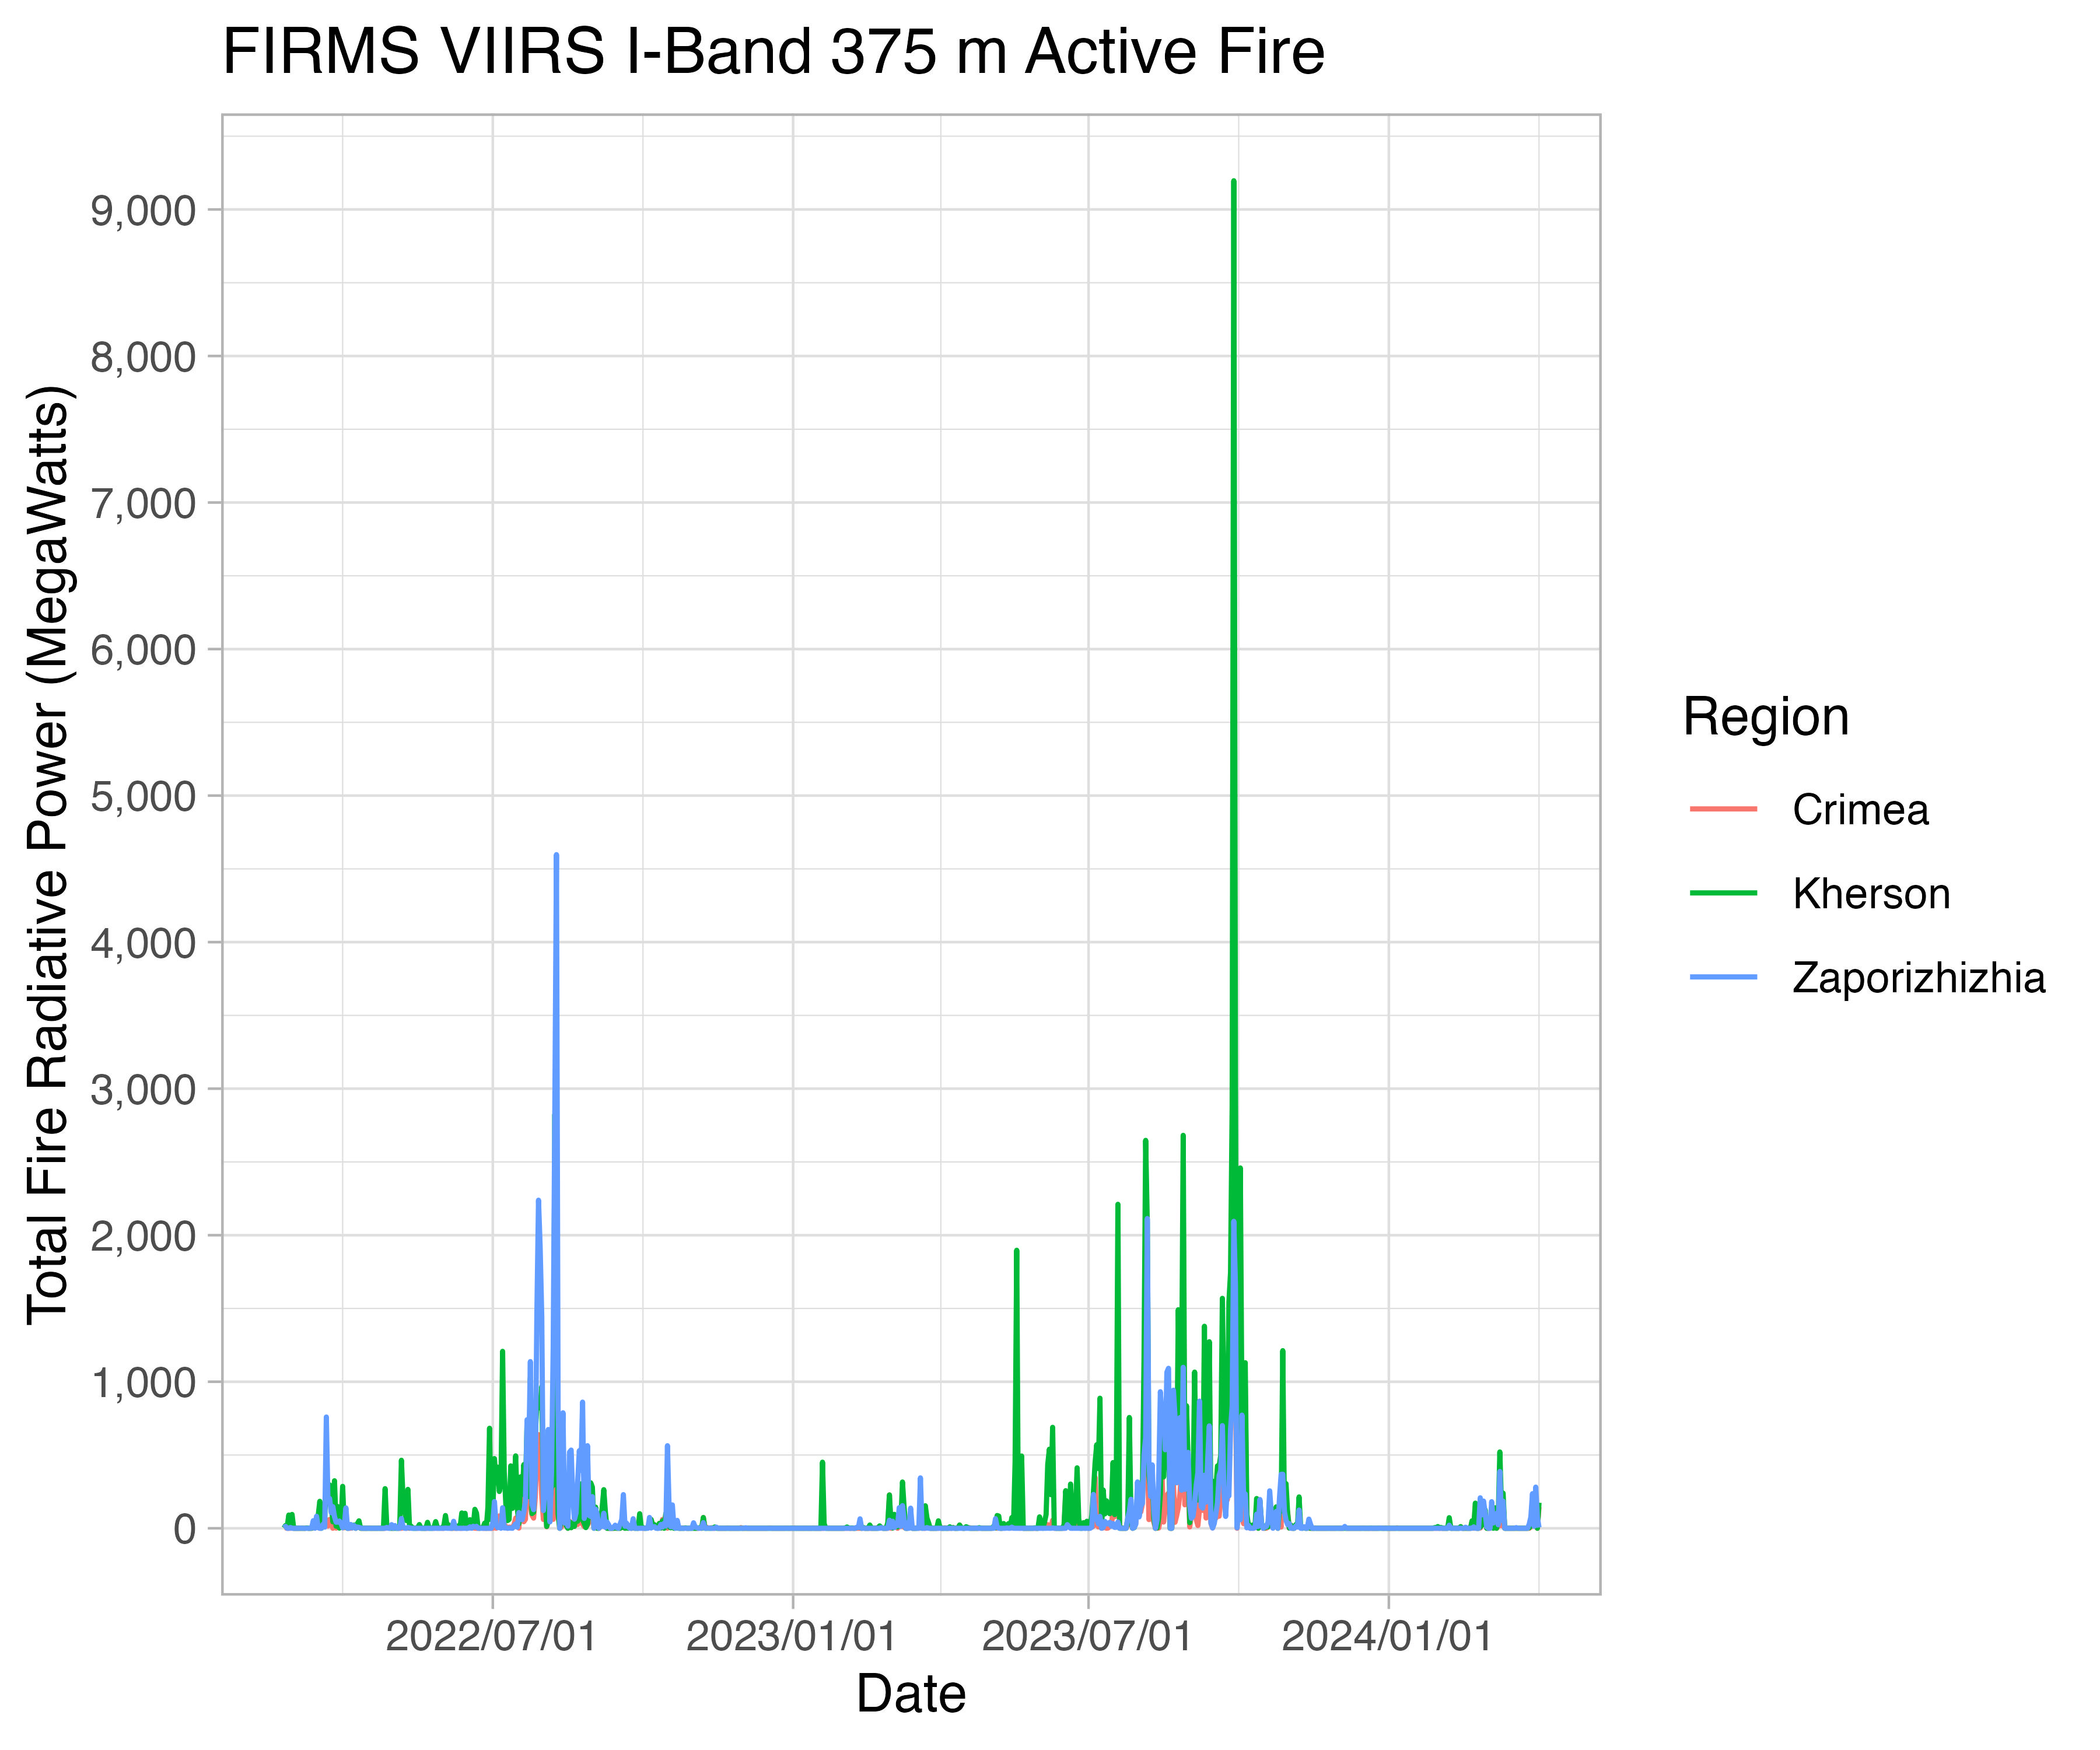 FIRMS VIIRS I-Band 375 m Active Fire
Total Fire Radiative Power (MegaWatts)
9,000
8,000
7,000
6,000
5,000
4,000
3,000
2,000
1,000
0
2022/07/01
2023/01/01
2023/07/01
2024/01/01
Date
Region
Crimea
Kherson
Zaporizhizhia